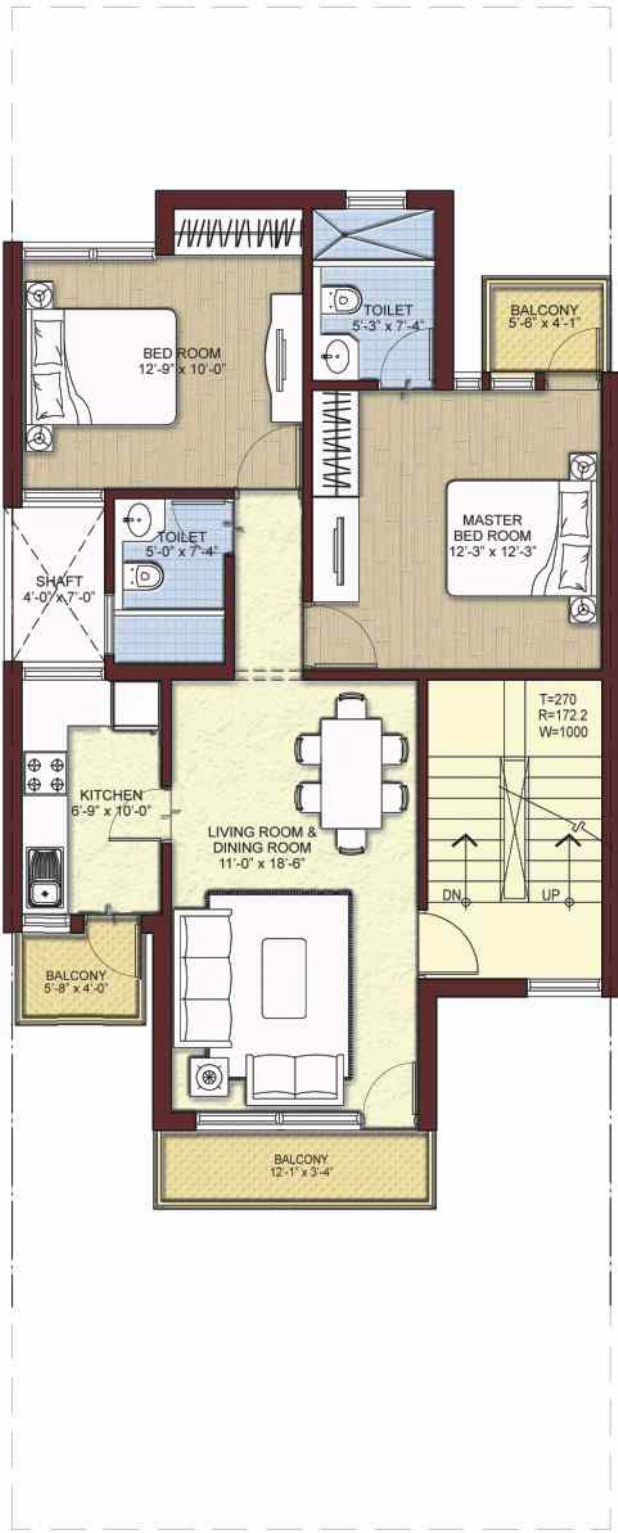 TOILET
5'-3" x 7'-4"
BALCONY
5'-6" x 4'-1"
BED ROOM
12'-9" x 10'-0"
MASTER
BED ROOM
12'-3" x 12'-3"
TOILET
5'-0" x 7'-4"
SHAFT
4'-0" x 7'-0"
T=270
R=172.2
W=1000
KITCHEN
6'-9" x 10'-0"
LIVING ROOM &
DINING ROOM
11'-0" x 18'-6"
DN
UP
BALCONY
5'-8" x 4'-0"
BALCONY
12'-1" x 3'-4"